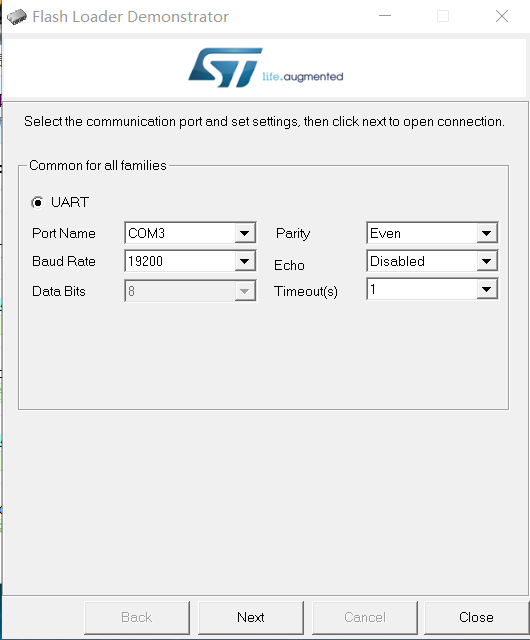 Flash Loader Demonstrator
ST life.augmented
Select the communication port and set settings, then click next to open connection.
Common for all families
UART
Port Name COM3 Parity Even
Baud Rate 19200 Echo Disabled
Data Bits 8 Timeout(s) 1
Back Next Cancel Close